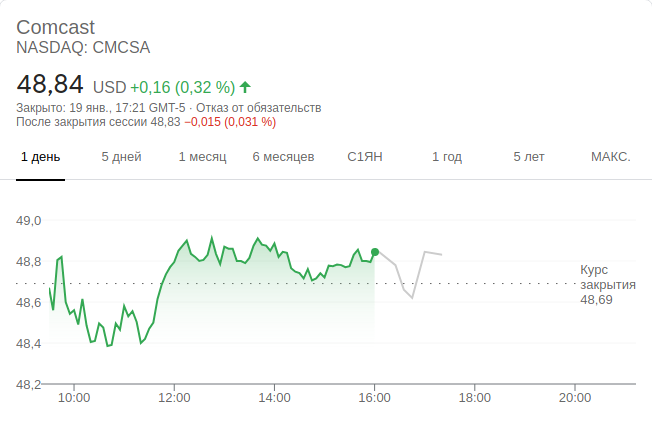 Comcast
NASDAQ: CMCSA
48,84 USD +0,16 (0,32 %)
Закрыто: 19 янв., 17:21 GMT-5 · Отказ от обязательств
После закрытия сессии 48,83 −0,015 (0,031 %)
1 день 5 дней 1 месяц 6 месяцев С1ЯН 1 год 5 лет МАКС.
49,0
48,8
Курс
закрытия
48,69
48,6
48,4
48,2
10:00 12:00 14:00 16:00 18:00 20:00